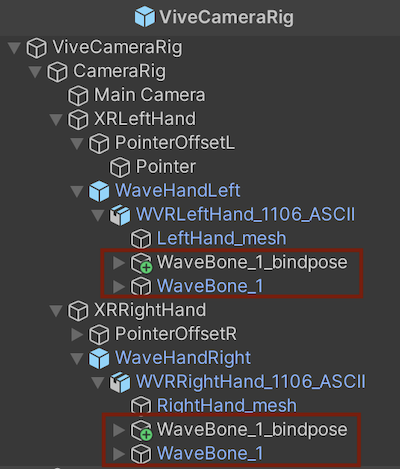 ViveCameraRig
ViveCameraRig
CameraRig
Main Camera
XRLeftHand
PointerOffsetL
Pointer
WaveHandLeft
WVRLeftHand_1106_ASCII
LeftHand_mesh
WaveBone_1_bindpose
WaveBone_1
XRRightHand
PointerOffsetR
WaveHandRight
WVRRightHand_1106_ASCII
RightHand_mesh
WaveBone_1_bindpose
WaveBone_1